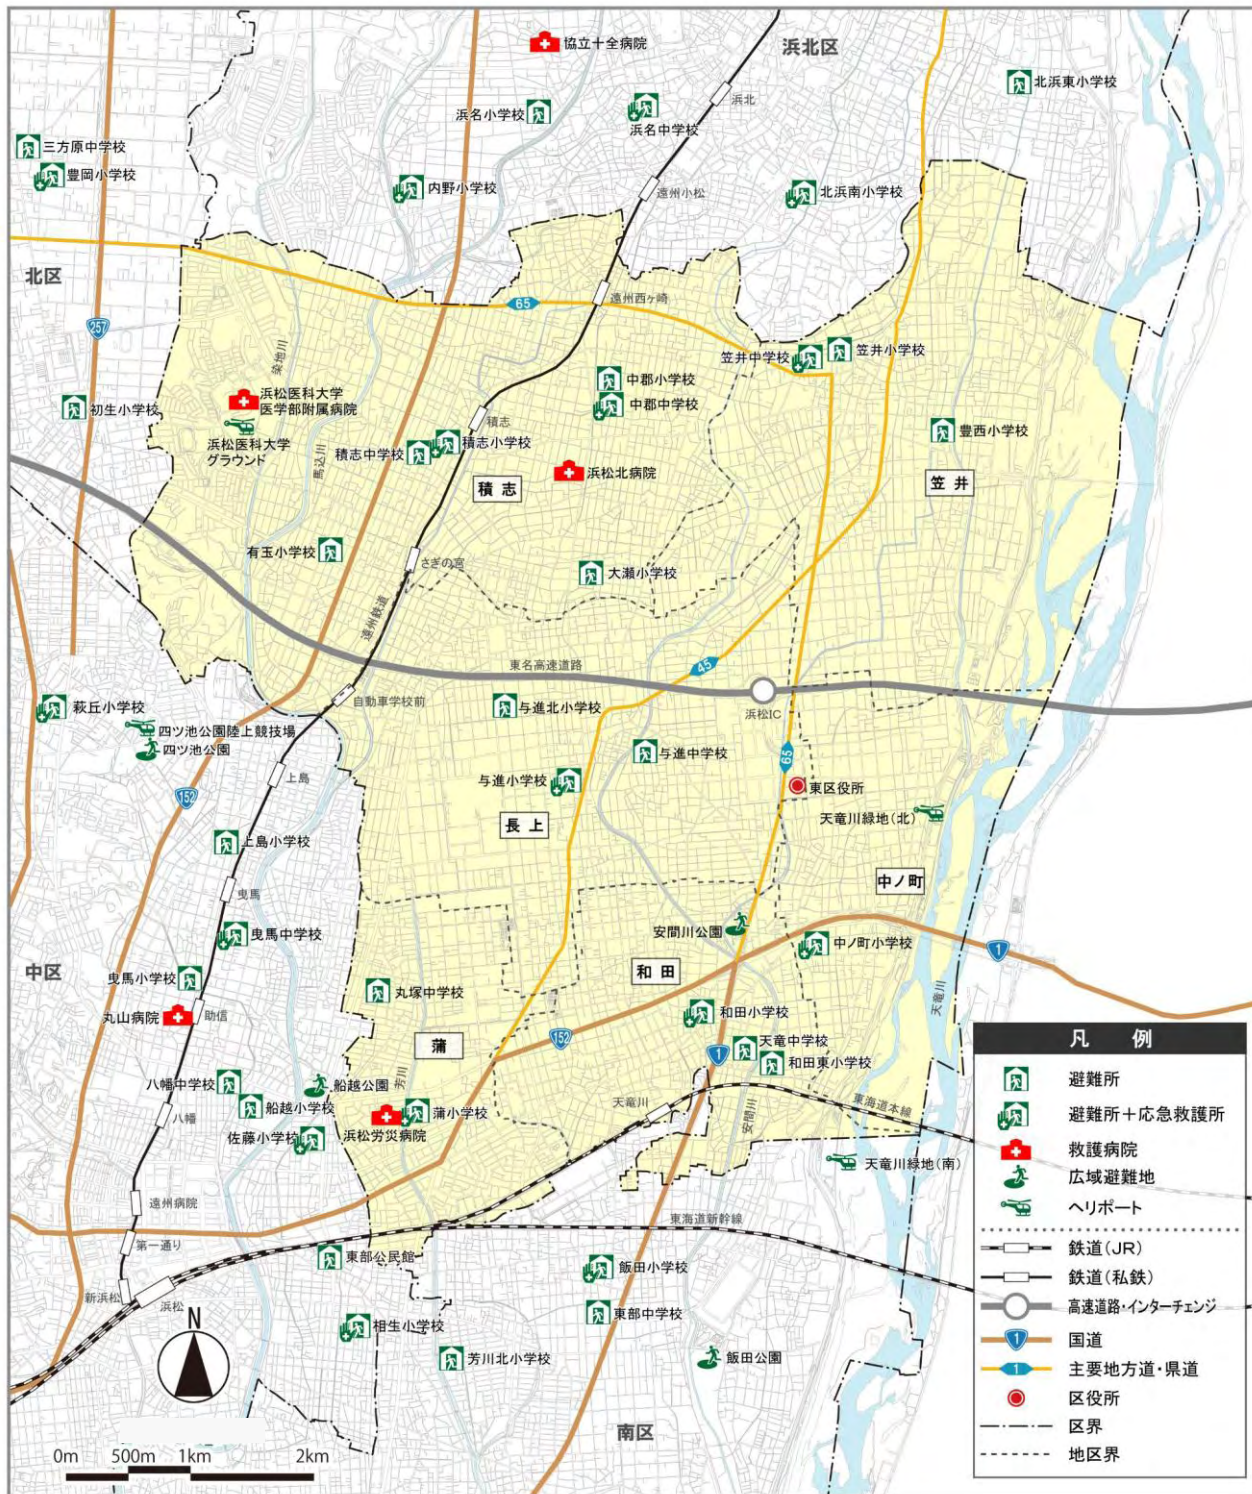 協立十全病院
浜北区
北浜東小学校
浜名小学校
浜名中学校
浜北
三方原中学校
豊岡小学校
内野小学校
遠州小松
北浜南小学校
北区
65
遠州西ヶ崎
257
染地川
笠井中学校
笠井小学校
中郡小学校
中郡中学校
浜松医科大学
医学部附属病院
初生小学校
浜松医科大学
グラウンド
馬込川
積志
積志中学校
積志小学校
豊西小学校
浜松北病院
積志
笠井
有玉小学校
さぎの宮
大瀬小学校
遠州鉄道
東名高速道路
45
自動車学校前
浜松IC
萩丘小学校
四ツ池公園陸上競技場
四ツ池公園
与進北小学校
与進中学校
65
上島
152
与進小学校
東区役所
天竜川緑地(北)
長上
上島小学校
曳馬
中ノ町
曳馬中学校
安間川公園
中ノ町小学校
1
中区
曳馬小学校
丸塚中学校
和田
天竜川
丸山病院
助信
和田小学校
蒲
152
1
天竜中学校
和田東小学校
八幡中学校
船越公園
芳川
船越小学校
八幡
佐藤小学校
浜松労災病院
蒲小学校
天竜川
安間川
東海道本線
天竜川緑地(南)
遠州病院
第一通り
東海道新幹線
東部公民館
飯田小学校
新浜松
浜松
東部中学校
相生小学校
芳川北小学校
飯田公園
南区
N
0m 500m 1km 2km
凡 例
避難所
避難所+応急救護所
救護病院
広域避難地
ヘリポート
鉄道(JR)
鉄道(私鉄)
高速道路・インターチェンジ
1
国道
1
主要地方道・県道
区役所
区界
地区界